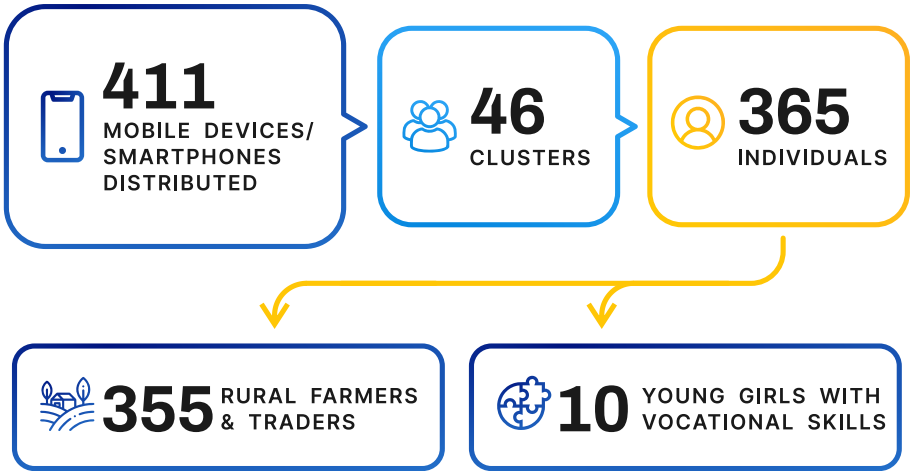 411
MOBILE DEVICES/
SMARTPHONES
DISTRIBUTED
46
CLUSTERS
365
INDIVIDUALS
355
RURAL FARMERS
& TRADERS
10
YOUNG GIRLS WITH
VOCATIONAL SKILLS